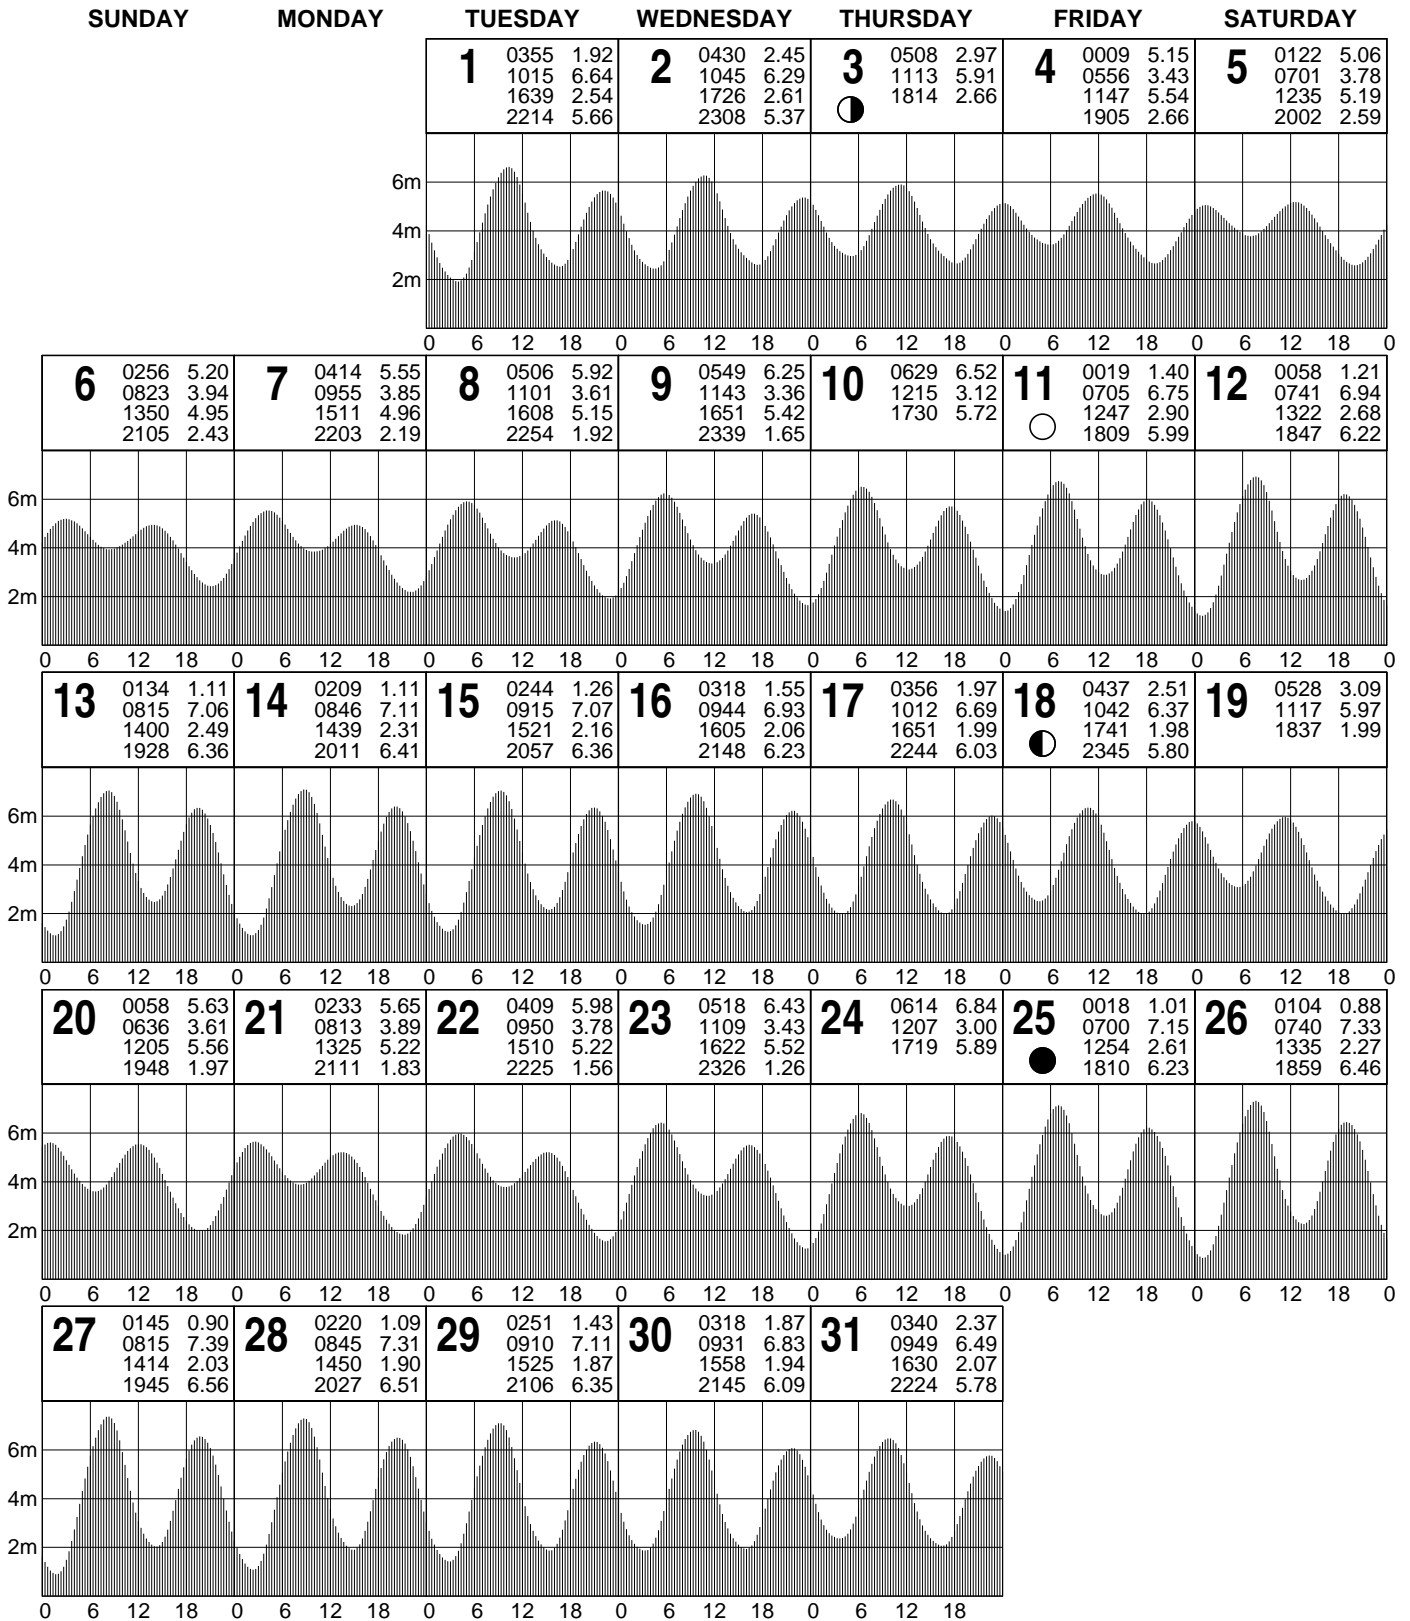 SUNDAY MONDAY TUESDAY WEDNESDAY THURSDAY FRIDAY SATURDAY
1 0355 1.92
1015 6.64
1639 2.54
2214 5.66
2 0430 2.45
1045 6.29
1726 2.61
2308 5.37
3 0508 2.97
1113 5.91
1814 2.66
4 0009 5.15
0556 3.43
1147 5.54
1905 2.66
5 0122 5.06
0701 3.78
1235 5.19
2002 2.59
6m
4m
2m
0 6 12 18 0 6 12 18 0 6 12 18 0 6 12 18 0 6 12 18 0
6 0256 5.20
0823 3.94
1350 4.95
2105 2.43
7 0414 5.55
0955 3.85
1511 4.96
2203 2.19
8 0506 5.92
1101 3.61
1608 5.15
2254 1.92
9 0549 6.25
1143 3.36
1651 5.42
2339 1.65
10 0629 6.52
1215 3.12
1730 5.72
11 0019 1.40
0705 6.75
1247 2.90
1809 5.99
12 0058 1.21
0741 6.94
1322 2.68
1847 6.22
6m
4m
2m
0 6 12 18 0 6 12 18 0 6 12 18 0 6 12 18 0 6 12 18 0 6 12 18 0 6 12 18 0
13 0134 1.11
0815 7.06
1400 2.49
1928 6.36
14 0209 1.11
0846 7.11
1439 2.31
2011 6.41
15 0244 1.26
0915 7.07
1521 2.16
2057 6.36
16 0318 1.55
0944 6.93
1605 2.06
2148 6.23
17 0356 1.97
1012 6.69
1651 1.99
2244 6.03
18 0437 2.51
1042 6.37
1741 1.98
2345 5.80
19 0528 3.09
1117 5.97
1837 1.99
6m
4m
2m
0 6 12 18 0 6 12 18 0 6 12 18 0 6 12 18 0 6 12 18 0 6 12 18 0 6 12 18 0
20 0058 5.63
0636 3.61
1205 5.56
1948 1.97
21 0233 5.65
0813 3.89
1325 5.22
2111 1.83
22 0409 5.98
0950 3.78
1510 5.22
2225 1.56
23 0518 6.43
1109 3.43
1622 5.52
2326 1.26
24 0614 6.84
1207 3.00
1719 5.89
25 0018 1.01
0700 7.15
1254 2.61
1810 6.23
26 0104 0.88
0740 7.33
1335 2.27
1859 6.46
6m
4m
2m
0 6 12 18 0 6 12 18 0 6 12 18 0 6 12 18 0 6 12 18 0 6 12 18 0 6 12 18 0
27 0145 0.90
0815 7.39
1414 2.03
1945 6.56
28 0220 1.09
0845 7.31
1450 1.90
2027 6.51
29 0251 1.43
0910 7.11
1525 1.87
2106 6.35
30 0318 1.87
0931 6.83
1558 1.94
2145 6.09
31 0340 2.37
0949 6.49
1630 2.07
2224 5.78
6m
4m
2m
0 6 12 18 0 6 12 18 0 6 12 18 0 6 12 18 0 6 12 18